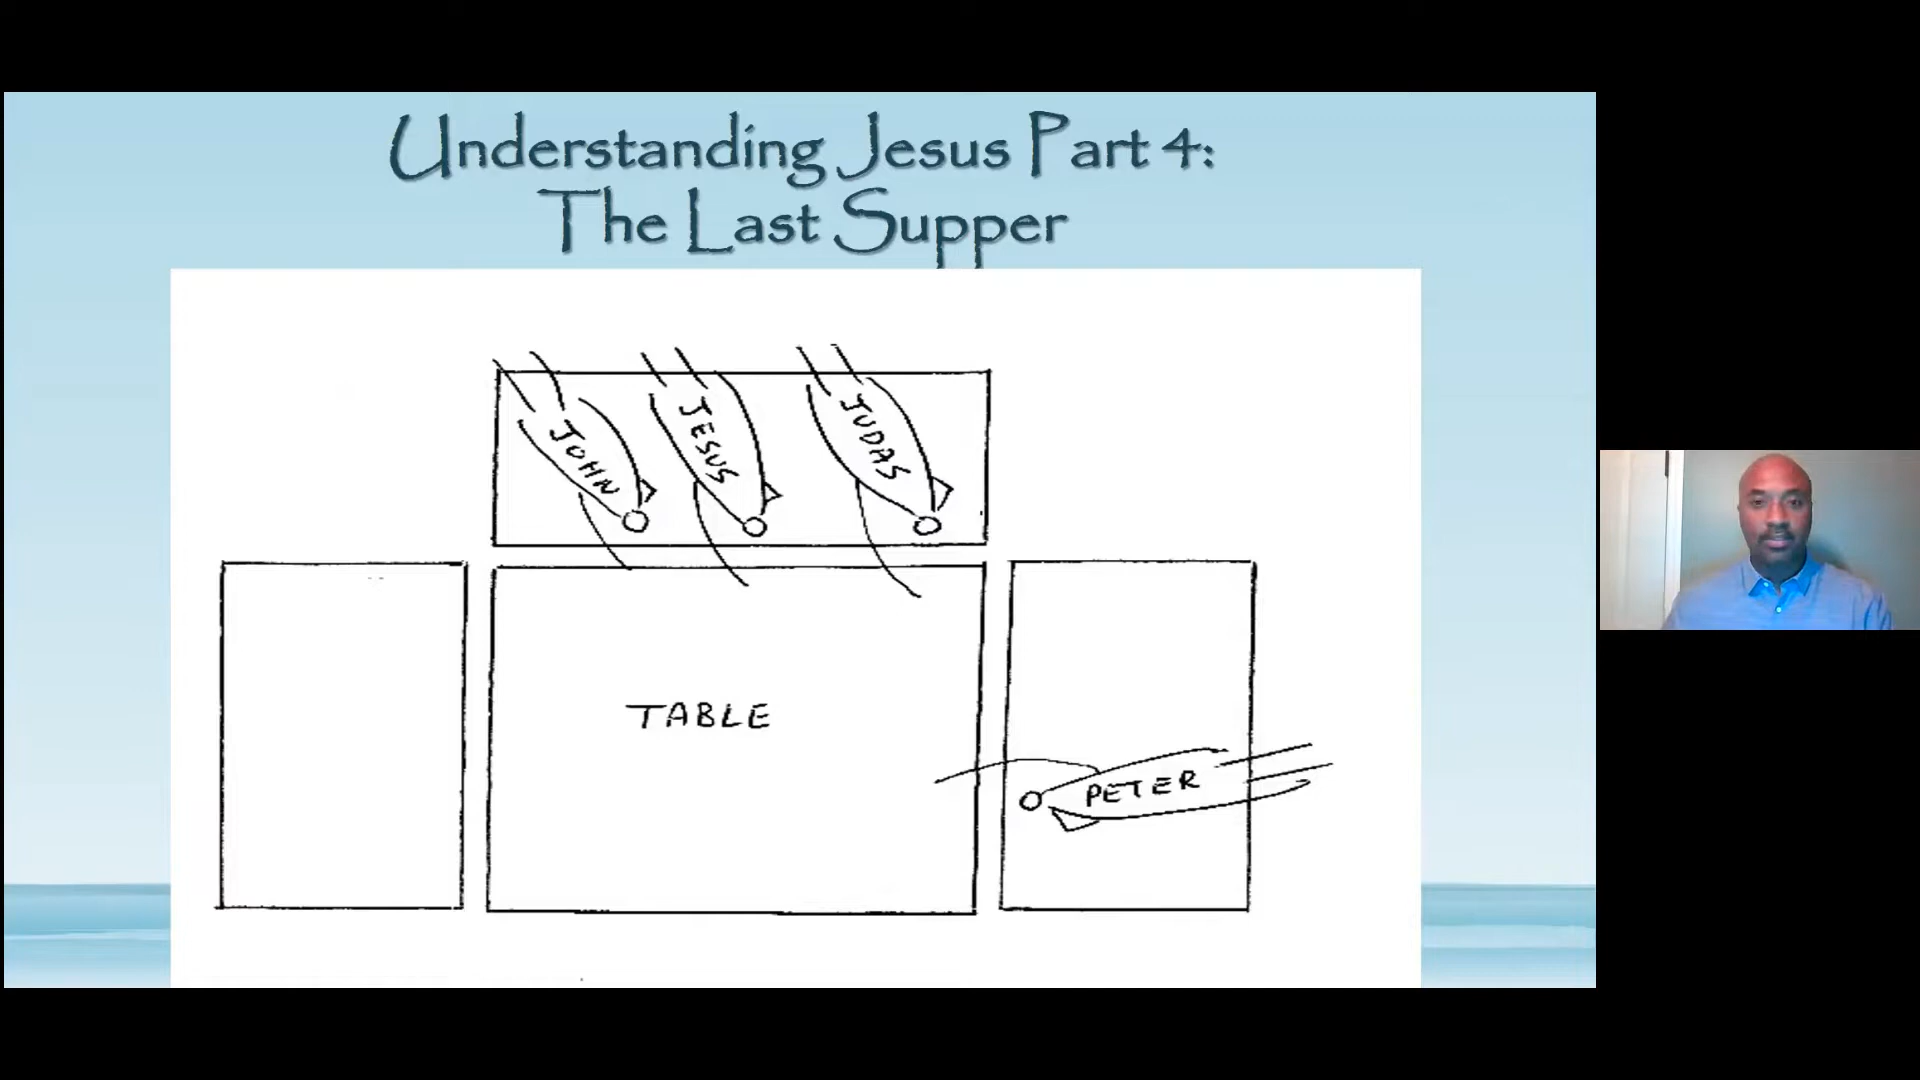 Understanding Jesus Part 4:
The Last Supper
JOHN
JESUS
JUDAS
TABLE
PETER